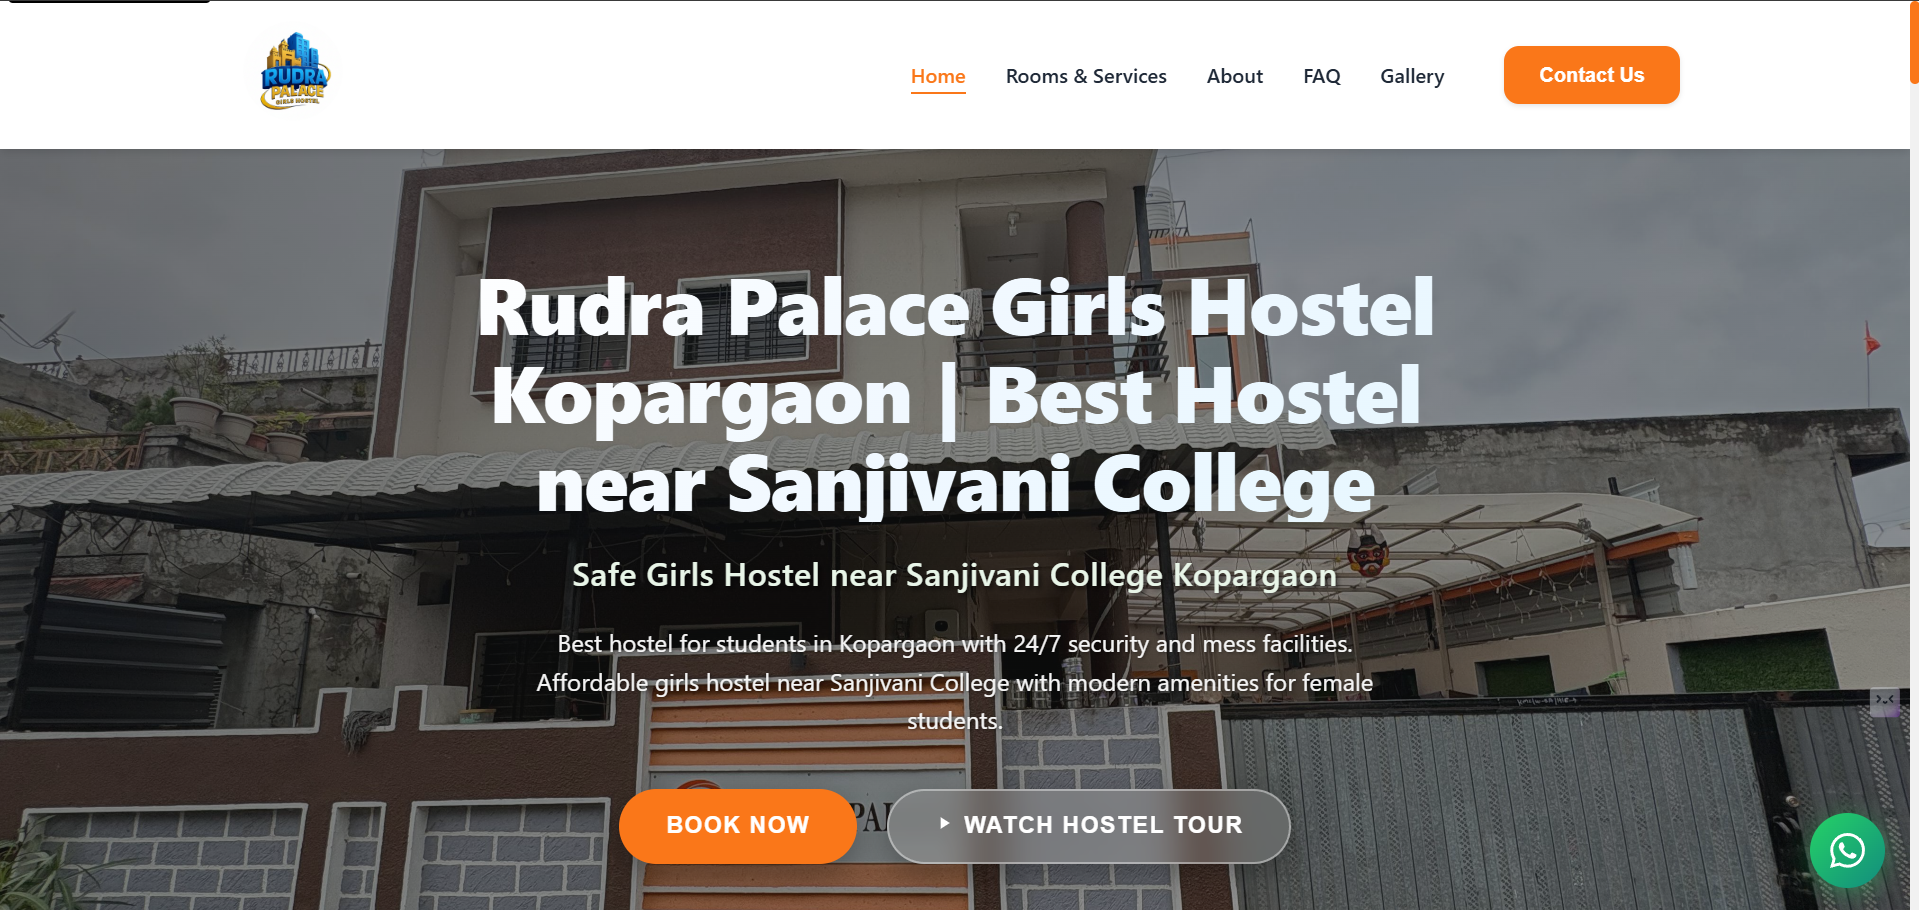 RUDRA
PALACE
GIRLS HOSTEL
Home
Rooms & Services
About
FAQ
Gallery
Contact Us
Rudra Palace Girls Hostel
Kopargaon | Best Hostel
near Sanjivani College
Safe Girls Hostel near Sanjivani College Kopargaon
Best hostel for students in Kopargaon with 24/7 security and mess facilities.
Affordable girls hostel near Sanjivani College with modern amenities for female
students.
BOOK NOW
WATCH HOSTEL TOUR